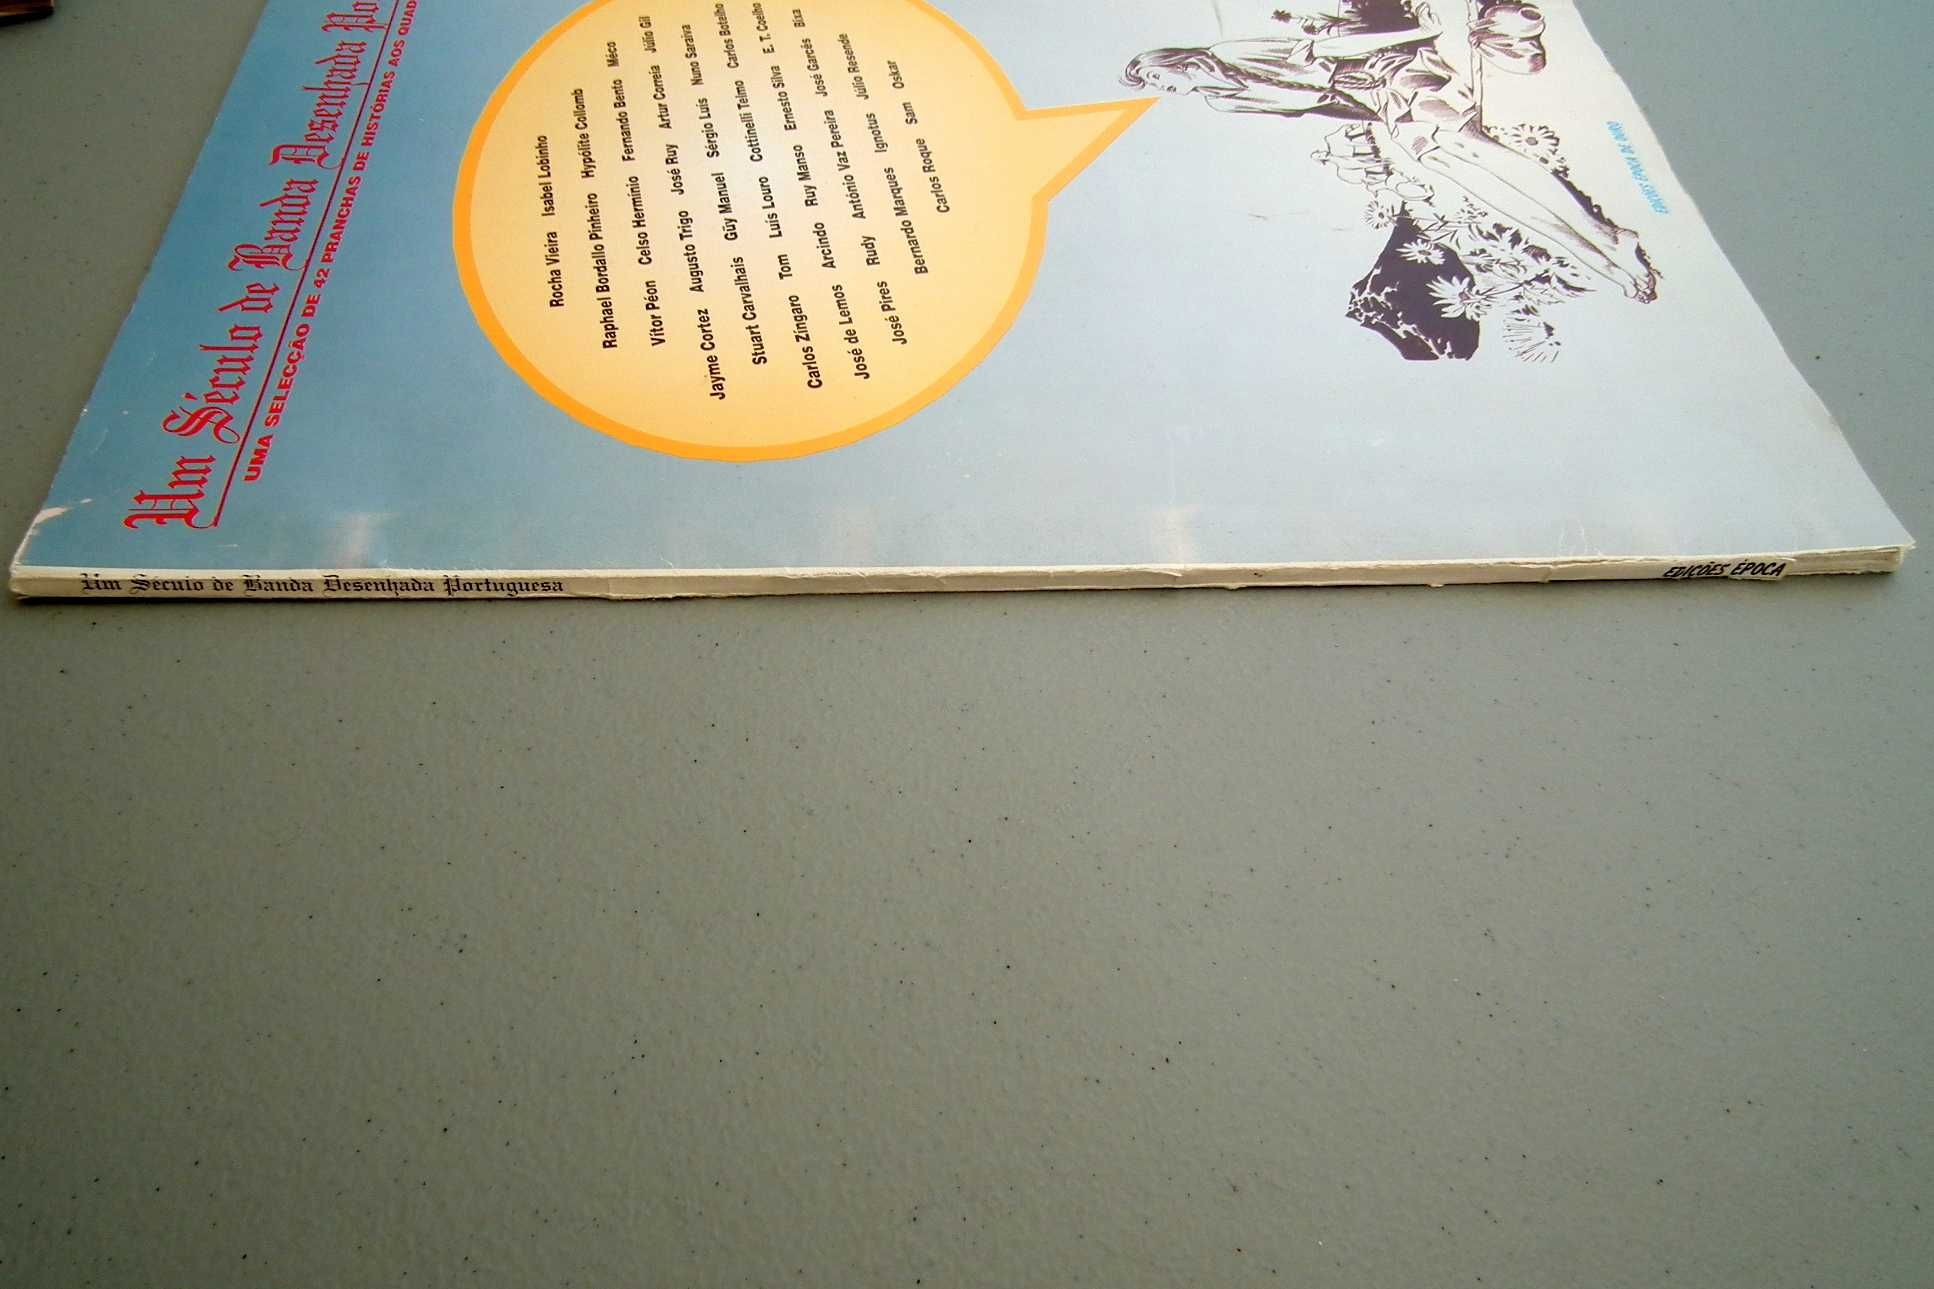 Um Século de Banda Desenhada Po
UMA SELECÇÃO DE 42 PRANCHAS DE HISTÓRIAS AOS QUAD
Rocha Vieira Isabel Lobinho
Raphael Bordallo Pinheiro Hypólite Collomb
Vítor Péon Celso Hermínio Fernando Bento Méco
Jayme Cortez Augusto Trigo José Ruy Artur Correia Júlio Gil
Stuart Carvalhais Güy Manuel Sérgio Luís Nuno Saraiva
Carlos Zíngaro Tom Luís Louro Cottinelli Telmo Carlos Botelho
José de Lemos Arcindo Ruy Manso Ernesto Silva E. T. Coelho
José Pires Rudy António Vaz Pereira José Garcês Bixa
Bernardo Marques Ignotus Júlio Resende
Carlos Roque Sam Oskar
EDIÇÕES ÉPOCA DE OURO
Um Século de Banda Desenhada Portuguesa
EDIÇÕES ÉPOCA